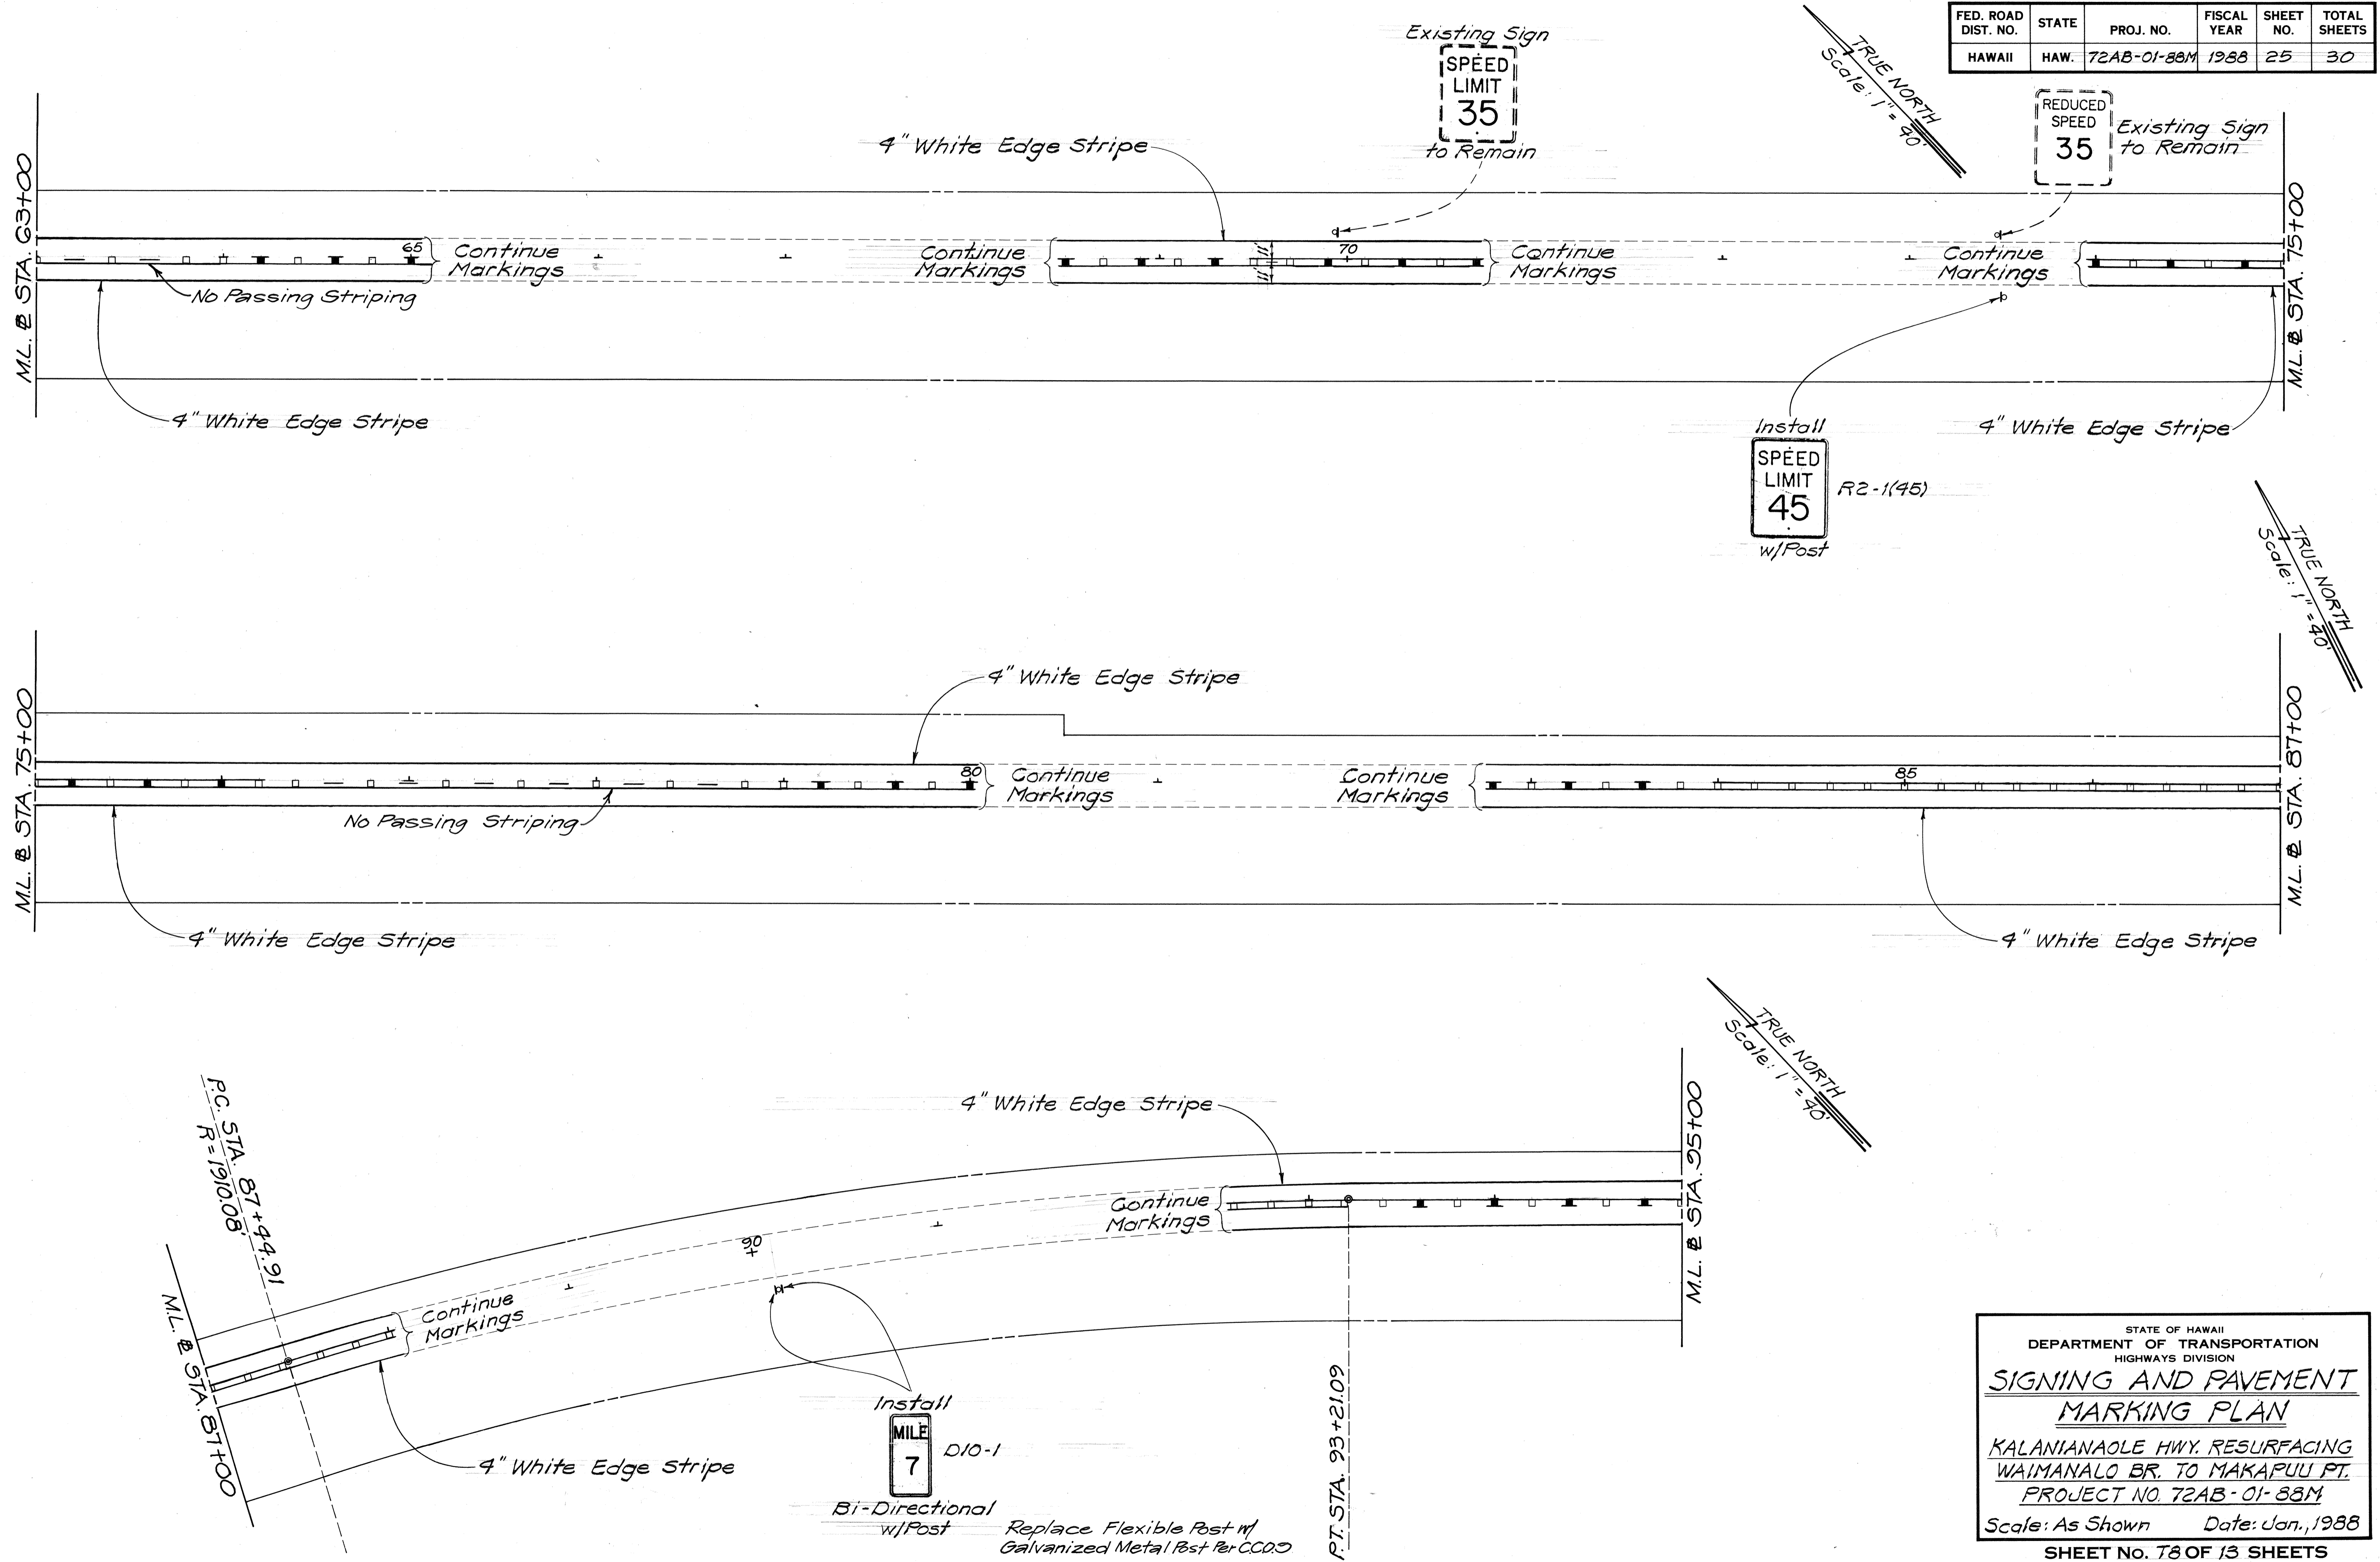 FED. ROAD DIST. NO. STATE PROJ. NO. FISCAL YEAR SHEET NO. TOTAL SHEETS
HAWAII HAW. 72AB-01-88M 1988 25 30
Existing Sign
SPEED
LIMIT
35
to Remain
TRUE NORTH
Scale: 1" = 40'
REDUCED
SPEED
35
Existing Sign
to Remain
4" White Edge Stripe
M.L. ℄ STA. 63+00
65
Continue
Markings
No Passing Striping
4" White Edge Stripe
Continue
Markings
11'
11'
70
Continue
Markings
Continue
Markings
M.L. ℄ STA. 75+00
Install
SPEED
LIMIT
45
R2-1(45)
w/Post
4" White Edge Stripe
TRUE NORTH
Scale: 1" = 40'
4" White Edge Stripe
M.L. ℄ STA. 75+00
80
Continue
Markings
No Passing Striping
4" White Edge Stripe
Continue
Markings
85
M.L. ℄ STA. 87+00
4" White Edge Stripe
TRUE NORTH
Scale: 1" = 40'
P.C. STA. 87+44.91
R=1910.08'
M.L. ℄ STA. 87+00
Continue
Markings
90
4" White Edge Stripe
4" White Edge Stripe
Continue
Markings
M.L. ℄ STA. 95+00
P.T. STA. 93+21.09
Install
MILE
7
D10-1
Bi-Directional
w/Post
Replace Flexible Post w/
Galvanized Metal Post Per C.C.O.9
STATE OF HAWAII
DEPARTMENT OF TRANSPORTATION
HIGHWAYS DIVISION
SIGNING AND PAVEMENT
MARKING PLAN
KALANIANAOLE HWY. RESURFACING
WAIMANALO BR. TO MAKAPUU PT.
PROJECT NO. 72AB-01-88M
Scale: As Shown Date: Jan., 1988
SHEET No. T8 OF 13 SHEETS